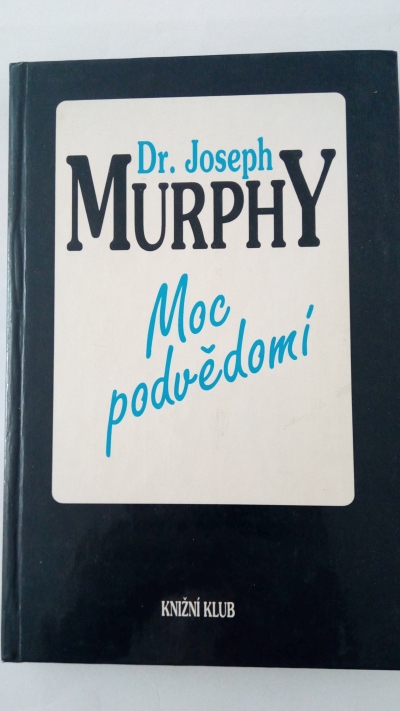 Dr. Joseph
MURPHY
Moc
podvědomí
KNIŽNÍ KLUB